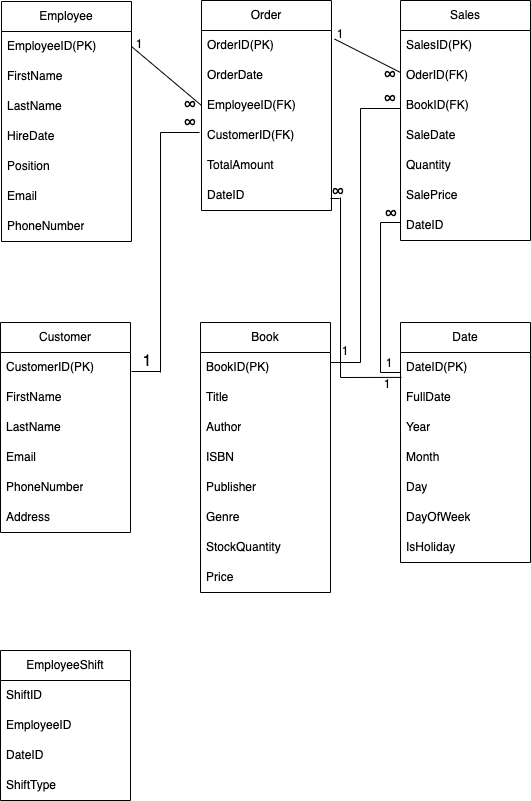 Employee
EmployeeID(PK)
FirstName
LastName
HireDate
Position
Email
PhoneNumber
1
∞
∞
Order
OrderID(PK)
OrderDate
EmployeeID(FK)
CustomerID(FK)
TotalAmount
DateID
1
∞
∞
∞
∞
Sales
SalesID(PK)
OderID(FK)
BookID(FK)
SaleDate
Quantity
SalePrice
DateID
Customer
CustomerID(PK)
FirstName
LastName
Email
PhoneNumber
Address
1
Book
BookID(PK)
Title
Author
ISBN
Publisher
Genre
StockQuantity
Price
1
1
1
Date
DateID(PK)
FullDate
Year
Month
Day
DayOfWeek
IsHoliday
EmployeeShift
ShiftID
EmployeeID
DateID
ShiftType